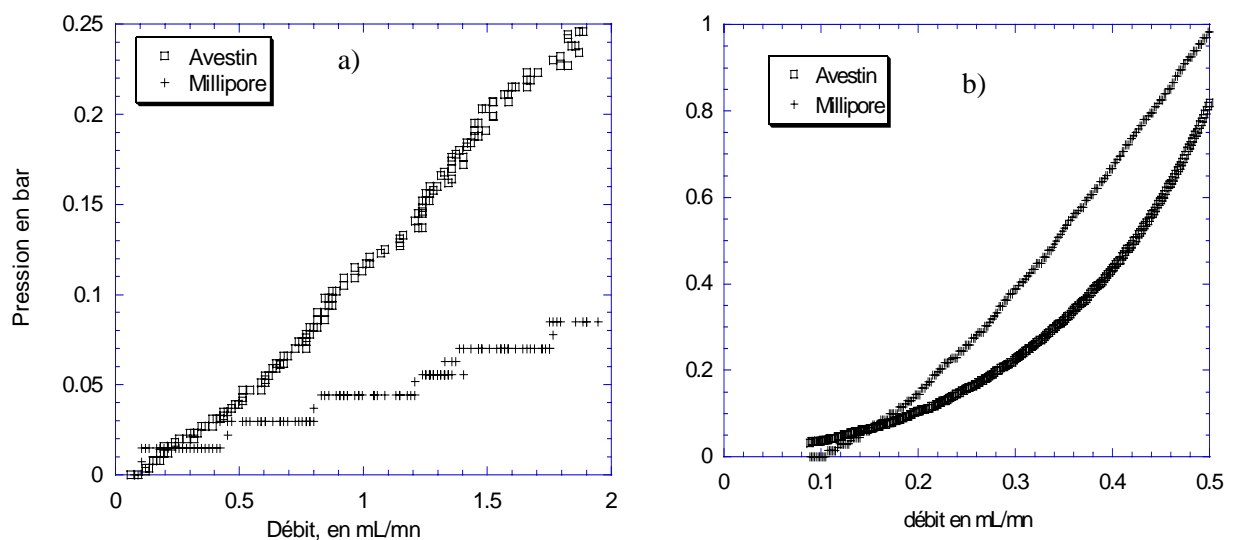 0.25
0.2
0.15
0.1
0.05
0
Pression en bar
Avestin
Millipore
a)
0 0.5 1 1.5 2
Débit, en mL/mn
1
0.8
0.6
0.4
0.2
0
Avestin
Millipore
b)
0 0.1 0.2 0.3 0.4 0.5
débit en mL/mn